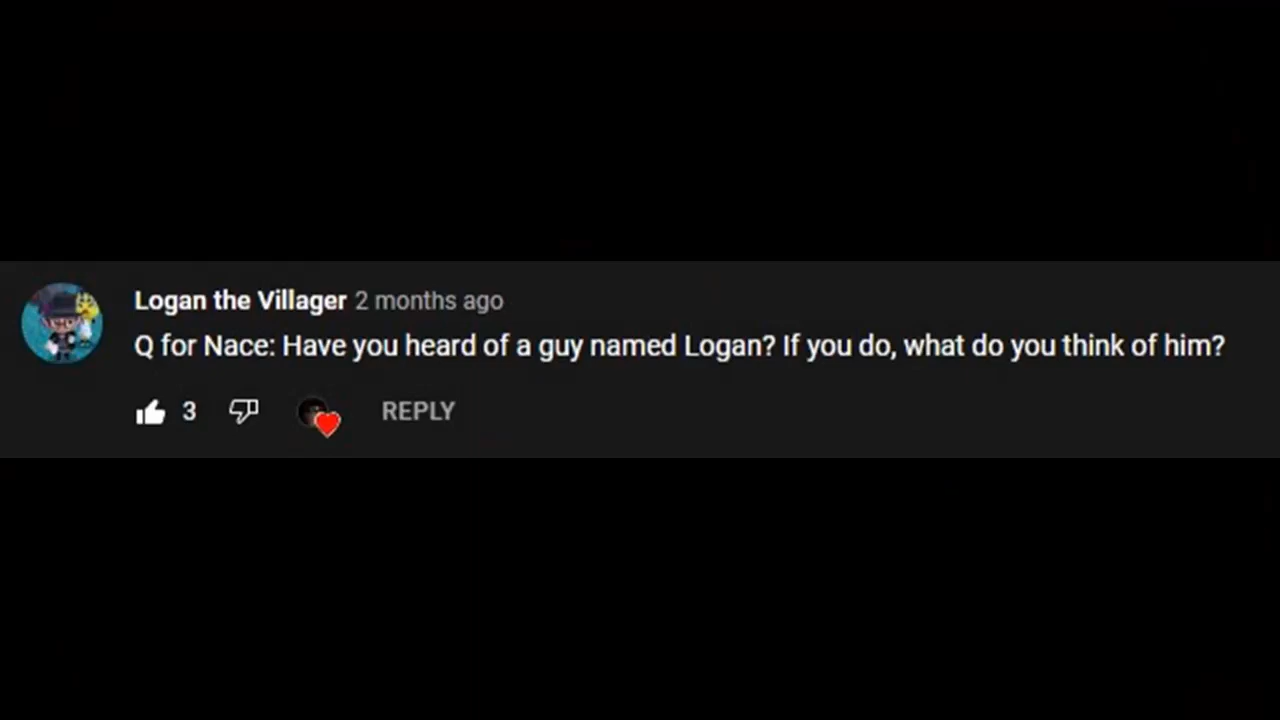 Logan the Villager 2 months ago
Q for Nace: Have you heard of a guy named Logan? If you do, what do you think of him?
3 REPLY